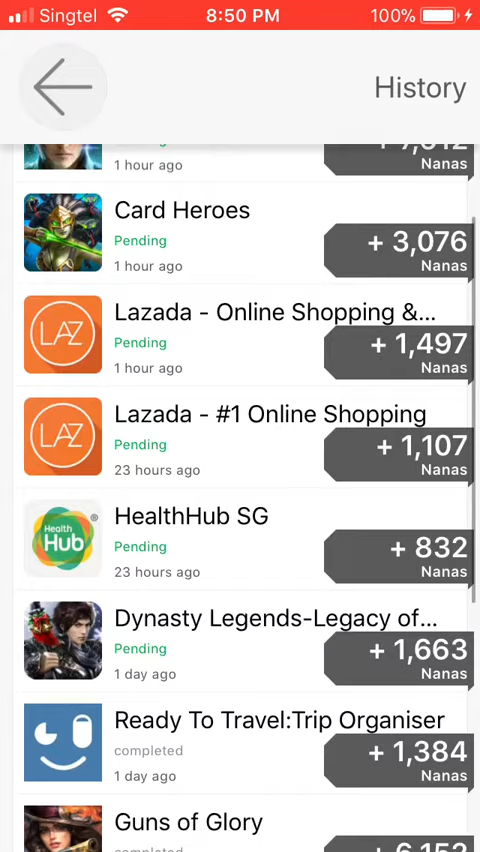 Singtel 8:50 PM 100%
History
Nanas
1 hour ago
Card Heroes
Pending
+ 3,076
1 hour ago
Nanas
Lazada - Online Shopping &...
Pending
+ 1,497
LAZ
1 hour ago
Nanas
Lazada - #1 Online Shopping
Pending
+ 1,107
LAZ
23 hours ago
Nanas
HealthHub SG
Health
Hub
®
Pending
+ 832
23 hours ago
Nanas
Dynasty Legends-Legacy of...
Pending
+ 1,663
1 day ago
Nanas
Ready To Travel:Trip Organiser
completed
+ 1,384
1 day ago
Nanas
Guns of Glory